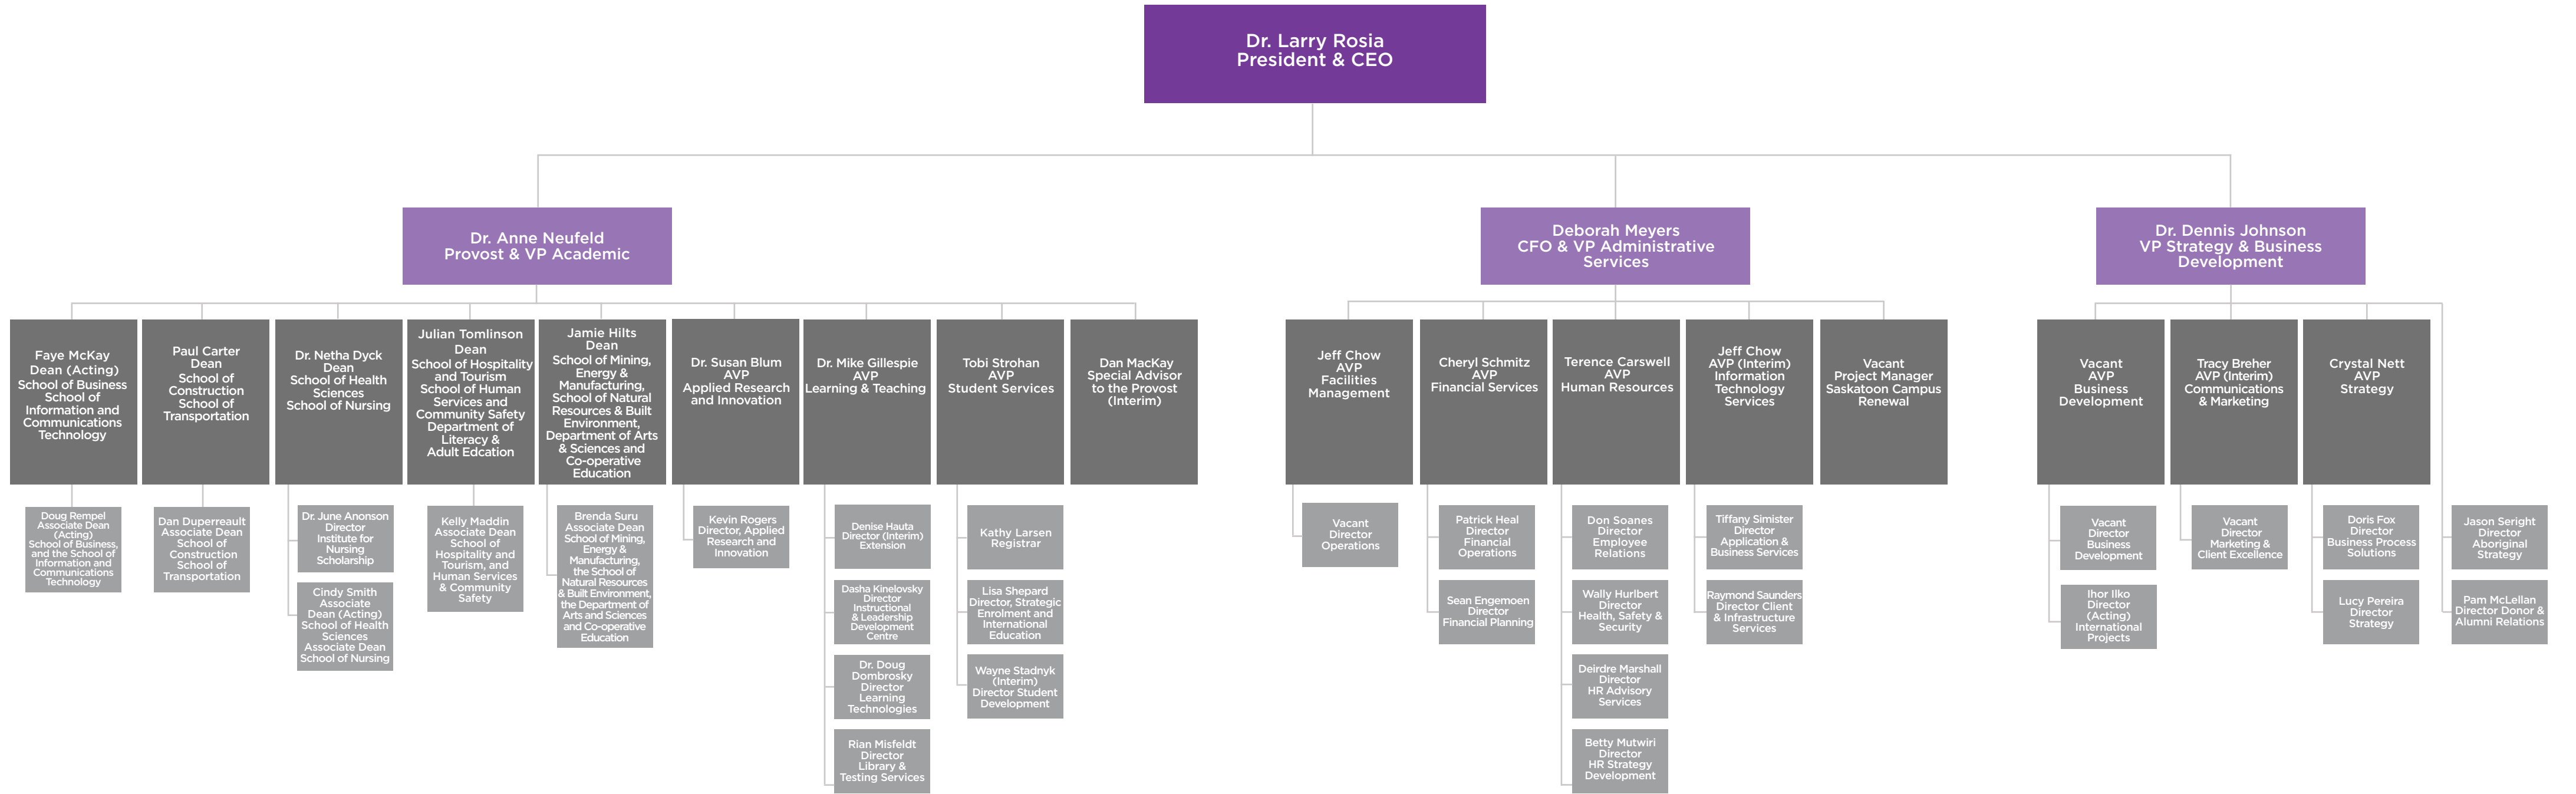 Dr. Larry Rosia
President & CEO
Dr. Anne Neufeld
Provost & VP Academic
Deborah Meyers
CFO & VP Administrative
Services
Dr. Dennis Johnson
VP Strategy & Business
Development
Faye McKay
Dean (Acting)
School of Business
School of
Information and
Communications
Technology
Paul Carter
Dean
School of
Construction
School of
Transportation
Dr. Netha Dyck
Dean
School of Health
Sciences
School of Nursing
Julian Tomlinson
Dean
School of Hospitality
and Tourism
School of Human
Services and
Community Safety
Department of
Literacy &
Adult Edcation
Jamie Hilts
Dean
School of Mining,
Energy &
Manufacturing,
School of Natural
Resources & Built
Environment,
Department of Arts
& Sciences and
Co-operative
Education
Dr. Susan Blum
AVP
Applied Research
and Innovation
Dr. Mike Gillespie
AVP
Learning & Teaching
Tobi Strohan
AVP
Student Services
Dan MacKay
Special Advisor
to the Provost
(Interim)
Jeff Chow
AVP
Facilities
Management
Cheryl Schmitz
AVP
Financial Services
Terence Carswell
AVP
Human Resources
Jeff Chow
AVP (Interim)
Information
Technology
Services
Vacant
Project Manager
Saskatoon Campus
Renewal
Vacant
AVP
Business
Development
Tracy Breher
AVP (Interim)
Communications
& Marketing
Crystal Nett
AVP
Strategy
Doug Rempel
Associate Dean
(Acting)
School of Business,
and the School of
Information and
Communications
Technology
Dan Duperreault
Associate Dean
School of
Construction
School of
Transportation
Dr. June Anonson
Director
Institute for
Nursing
Scholarship
Cindy Smith
Associate
Dean (Acting)
School of Health
Sciences
Associate Dean
School of Nursing
Kelly Maddin
Associate Dean
School of
Hospitality and
Tourism, and
Human Services
& Community
Safety
Brenda Suru
Associate Dean
School of Mining,
Energy &
Manufacturing,
the School of
Natural Resources
& Built Environment,
the Department of
Arts and Sciences
and Co-operative
Education
Kevin Rogers
Director, Applied
Research and
Innovation
Denise Hauta
Director (Interim)
Extension
Dasha Kinelovsky
Director
Instructional
& Leadership
Development
Centre
Dr. Doug
Dombrosky
Director
Learning
Technologies
Rian Misfeldt
Director
Library &
Testing Services
Kathy Larsen
Registrar
Lisa Shepard
Director, Strategic
Enrolment and
International
Education
Wayne Stadnyk
(Interim)
Director Student
Development
Vacant
Director
Operations
Patrick Heal
Director
Financial
Operations
Sean Engemoen
Director
Financial Planning
Don Soanes
Director
Employee
Relations
Wally Hurlbert
Director
Health, Safety &
Security
Deirdre Marshall
Director
HR Advisory
Services
Betty Mutwiri
Director
HR Strategy
Development
Tiffany Simister
Director
Application &
Business Services
Raymond Saunders
Director Client
& Infrastructure
Services
Vacant
Director
Business
Development
Ihor Ilko
Director
(Acting)
International
Projects
Vacant
Director
Marketing &
Client Excellence
Doris Fox
Director
Business Process
Solutions
Lucy Pereira
Director
Strategy
Jason Seright
Director
Aboriginal
Strategy
Pam McLellan
Director Donor &
Alumni Relations